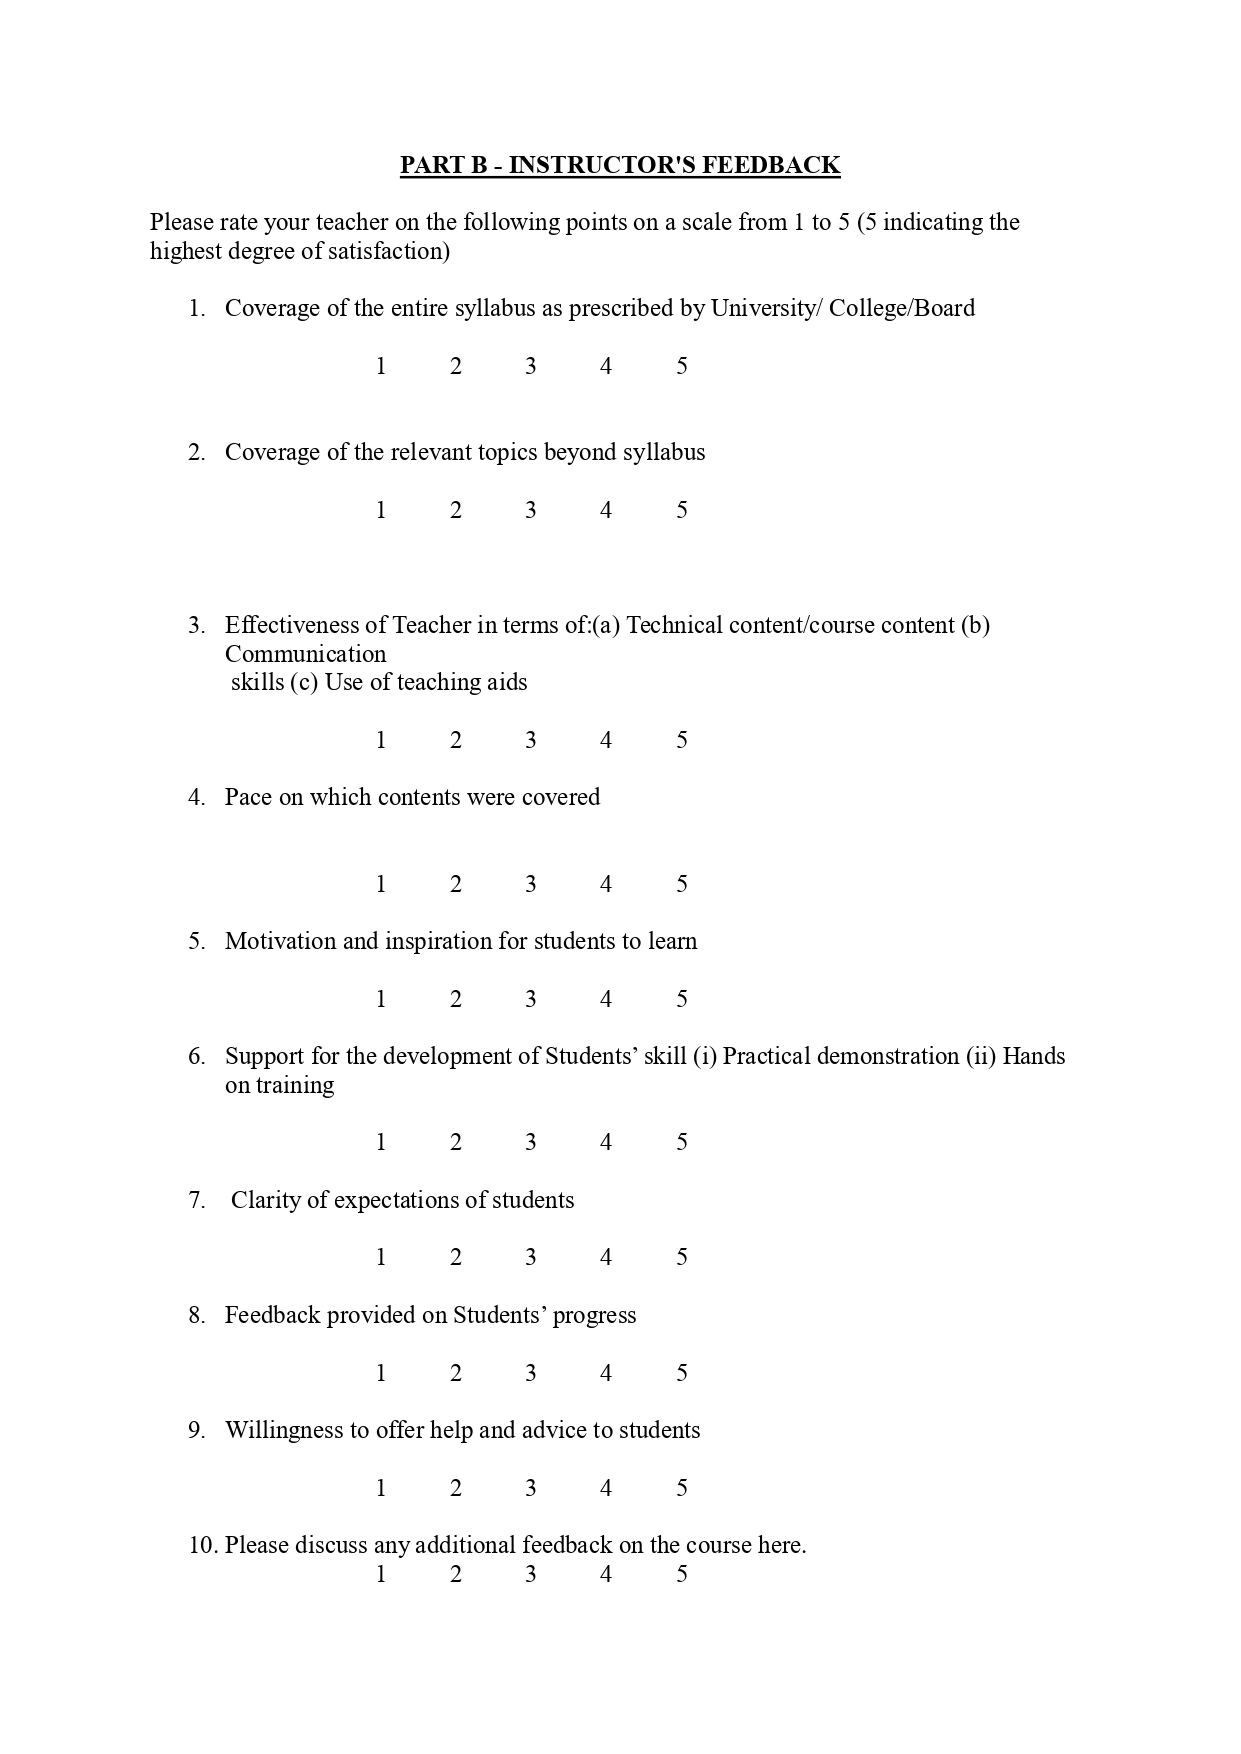 PART B - INSTRUCTOR'S FEEDBACK
Please rate your teacher on the following points on a scale from 1 to 5 (5 indicating the
highest degree of satisfaction)
1. Coverage of the entire syllabus as prescribed by University/ College/Board
1 2 3 4 5
2. Coverage of the relevant topics beyond syllabus
1 2 3 4 5
3. Effectiveness of Teacher in terms of:(a) Technical content/course content (b)
Communication
skills (c) Use of teaching aids
1 2 3 4 5
4. Pace on which contents were covered
1 2 3 4 5
5. Motivation and inspiration for students to learn
1 2 3 4 5
6. Support for the development of Students’ skill (i) Practical demonstration (ii) Hands
on training
1 2 3 4 5
7. Clarity of expectations of students
1 2 3 4 5
8. Feedback provided on Students’ progress
1 2 3 4 5
9. Willingness to offer help and advice to students
1 2 3 4 5
10. Please discuss any additional feedback on the course here.
1 2 3 4 5